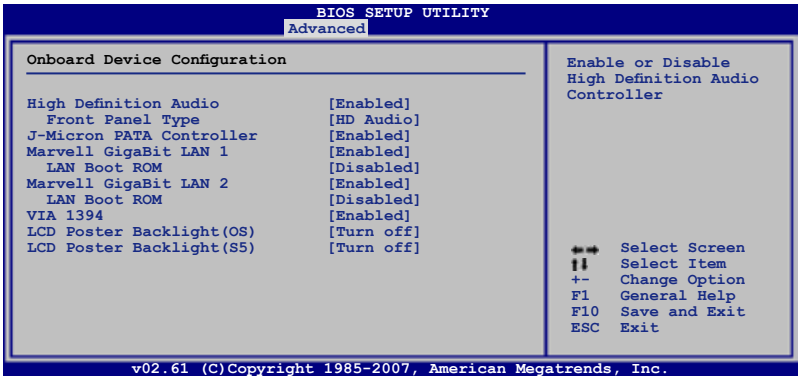 BIOS SETUP UTILITY
Advanced
Onboard Device Configuration
High Definition Audio [Enabled]
Front Panel Type [HD Audio]
J-Micron PATA Controller [Enabled]
Marvell GigaBit LAN 1 [Enabled]
LAN Boot ROM [Disabled]
Marvell GigaBit LAN 2 [Enabled]
LAN Boot ROM [Disabled]
VIA 1394 [Enabled]
LCD Poster Backlight(OS) [Turn off]
LCD Poster Backlight(S5) [Turn off]
Enable or Disable
High Definition Audio
Controller
←→ Select Screen
↑↓ Select Item
+- Change Option
F1 General Help
F10 Save and Exit
ESC Exit
v02.61 (C)Copyright 1985-2007, American Megatrends, Inc.